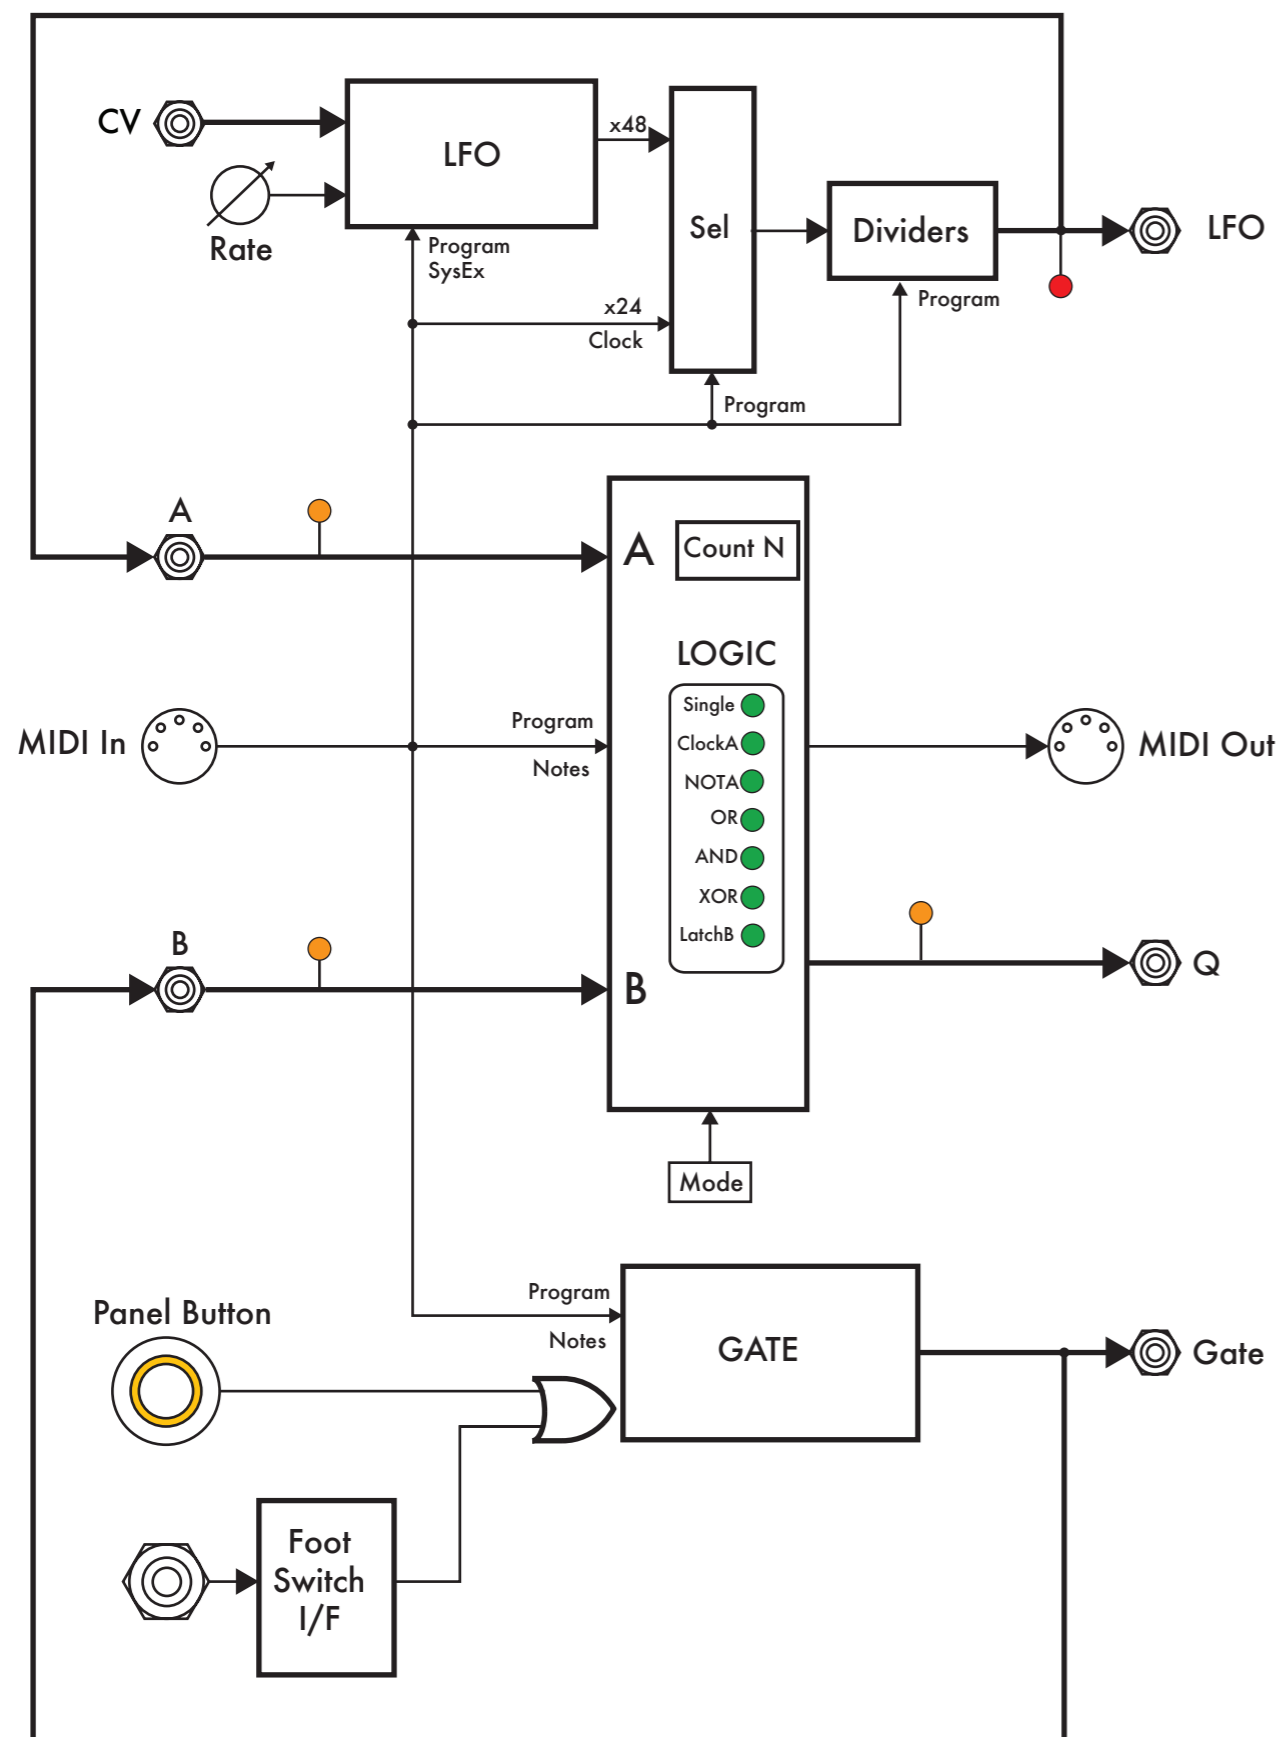 CV
LFO
x48
Sel
Dividers
LFO
Rate
Program
SysEx
x24
Clock
Program
Program
A
A
Count N
LOGIC
Single
ClockA
NOTA
OR
AND
XOR
LatchB
MIDI In
Program
Notes
MIDI Out
B
B
Q
Mode
Panel Button
Program
Notes
GATE
Gate
Foot
Switch
I/F